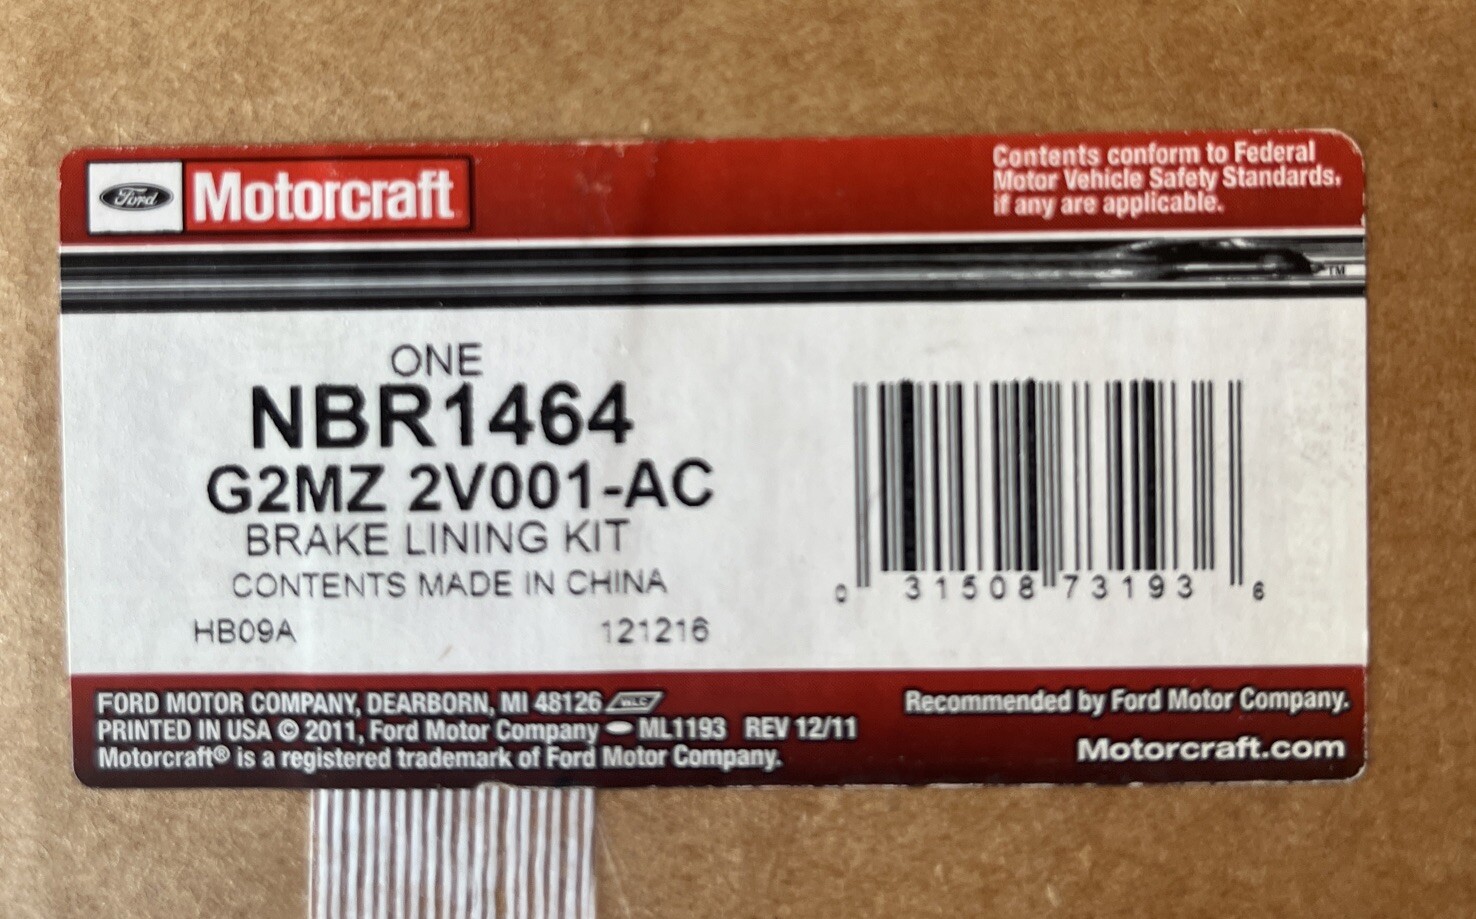 Ford Motorcraft
Contents conform to Federal
Motor Vehicle Safety Standards,
if any are applicable.
TM
ONE
NBR1464
G2MZ 2V001-AC
BRAKE LINING KIT
CONTENTS MADE IN CHINA
HB09A 121216
0 31508 73193 6
FORD MOTOR COMPANY, DEARBORN, MI 48126 WLC
PRINTED IN USA © 2011, Ford Motor Company ML1193 REV 12/11
Motorcraft® is a registered trademark of Ford Motor Company.
Recommended by Ford Motor Company.
Motorcraft.com